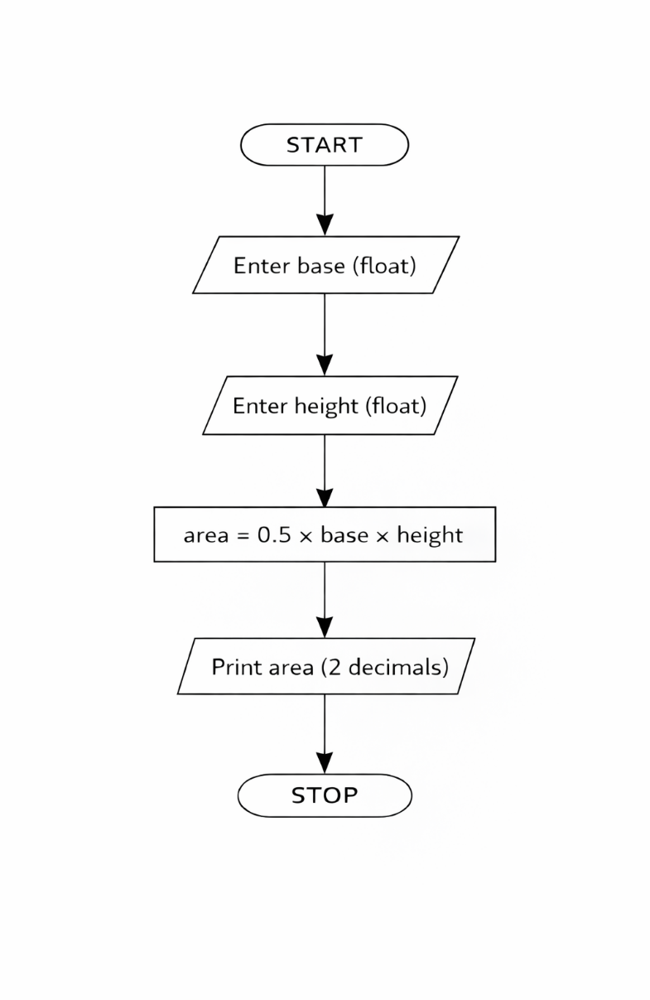 START
Enter base (float)
Enter height (float)
area = 0.5 × base × height
Print area (2 decimals)
STOP